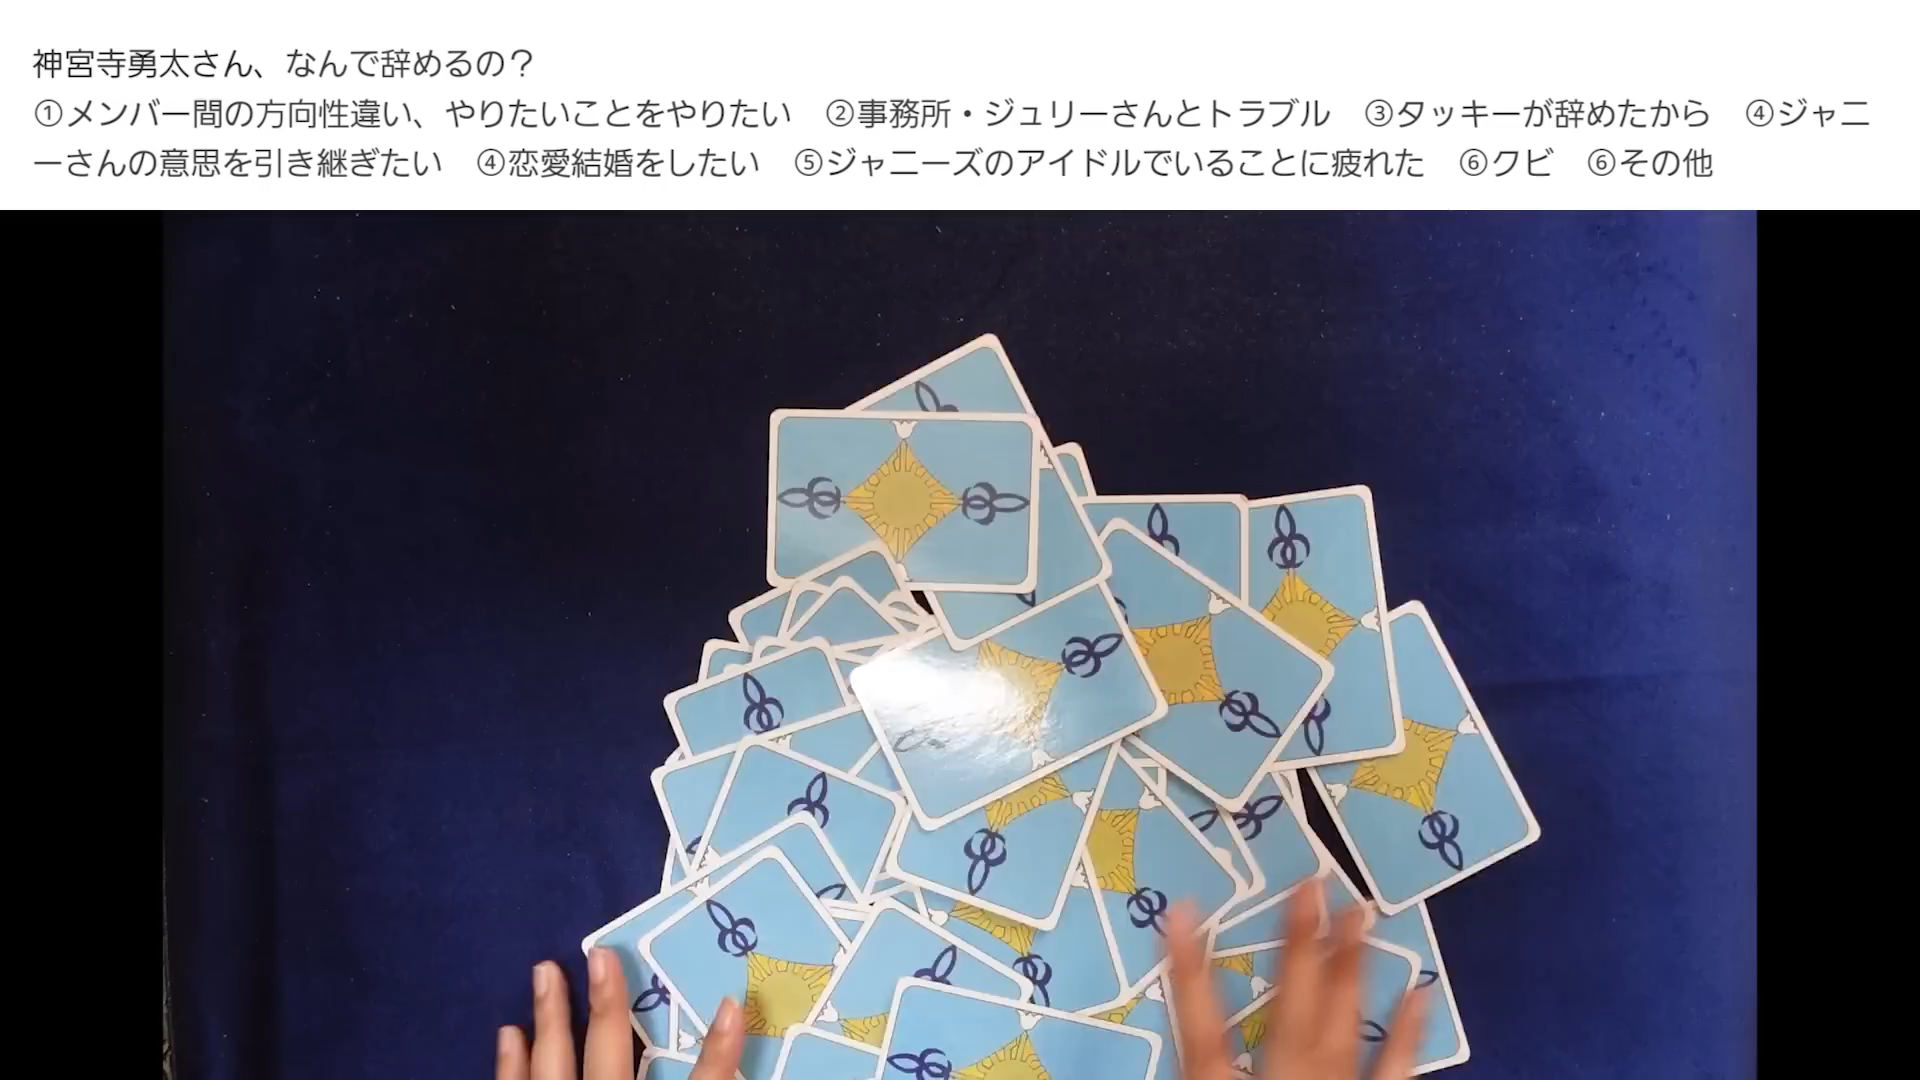 神宮寺勇太さん、なんで辞めるの？
①メンバー間の方向性違い、やりたいことをやりたい　②事務所・ジュリーさんとトラブル　③タッキーが辞めたから　④ジャニ
ーさんの意思を引き継ぎたい　④恋愛結婚をしたい　⑤ジャニーズのアイドルでいることに疲れた　⑥クビ　⑥その他